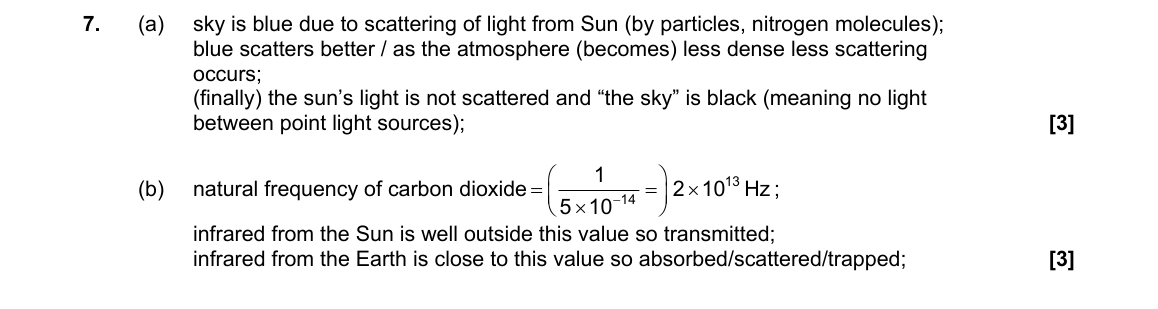 7. (a) sky is blue due to scattering of light from Sun (by particles, nitrogen molecules);
blue scatters better / as the atmosphere (becomes) less dense less scattering
occurs;
(finally) the sun’s light is not scattered and “the sky” is black (meaning no light
between point light sources); [3]
(b) natural frequency of carbon dioxide = (1 / 5 × 10⁻¹⁴ =) 2 × 10¹³ Hz ;
infrared from the Sun is well outside this value so transmitted;
infrared from the Earth is close to this value so absorbed/scattered/trapped; [3]